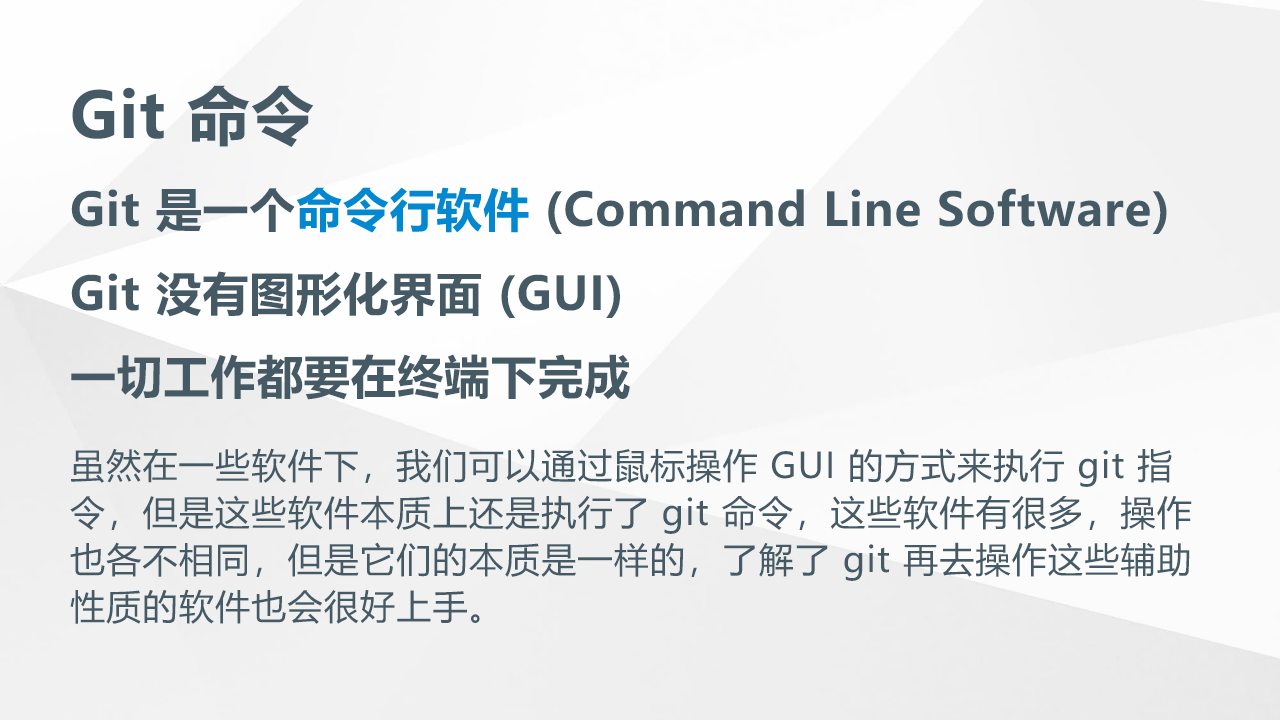 Git 命令
Git 是一个命令行软件 (Command Line Software)
Git 没有图形化界面 (GUI)
一切工作都要在终端下完成
虽然在一些软件下，我们可以通过鼠标操作 GUI 的方式来执行 git 指
令，但是这些软件本质上还是执行了 git 命令，这些软件有很多，操作
也各不相同，但是它们的本质是一样的，了解了 git 再去操作这些辅助
性质的软件也会很好上手。